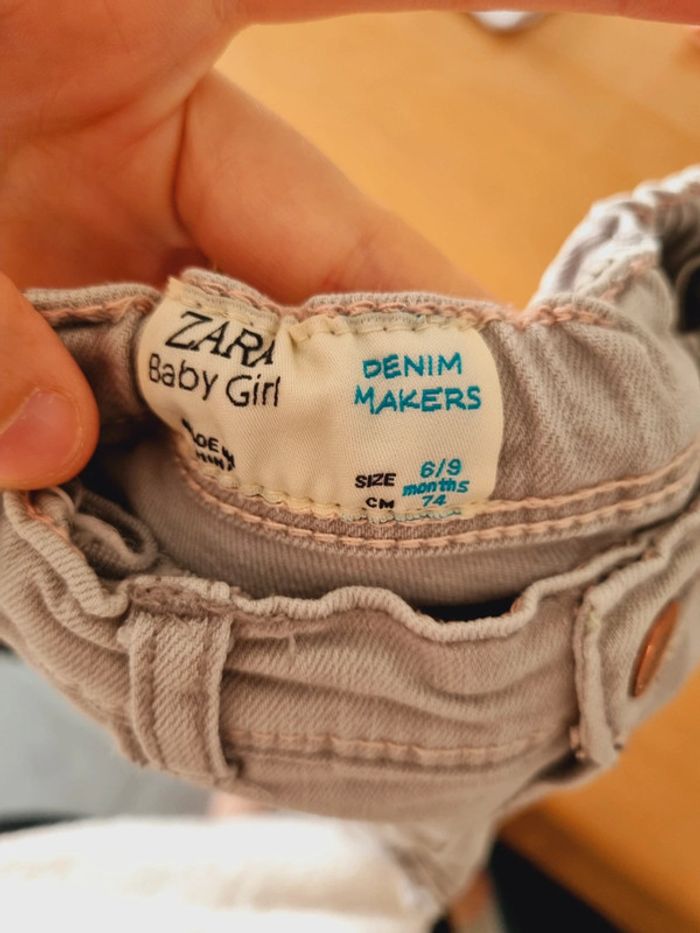 ZARA
Baby Girl
DENIM
MAKERS
SIZE 6/9
months
CM 74